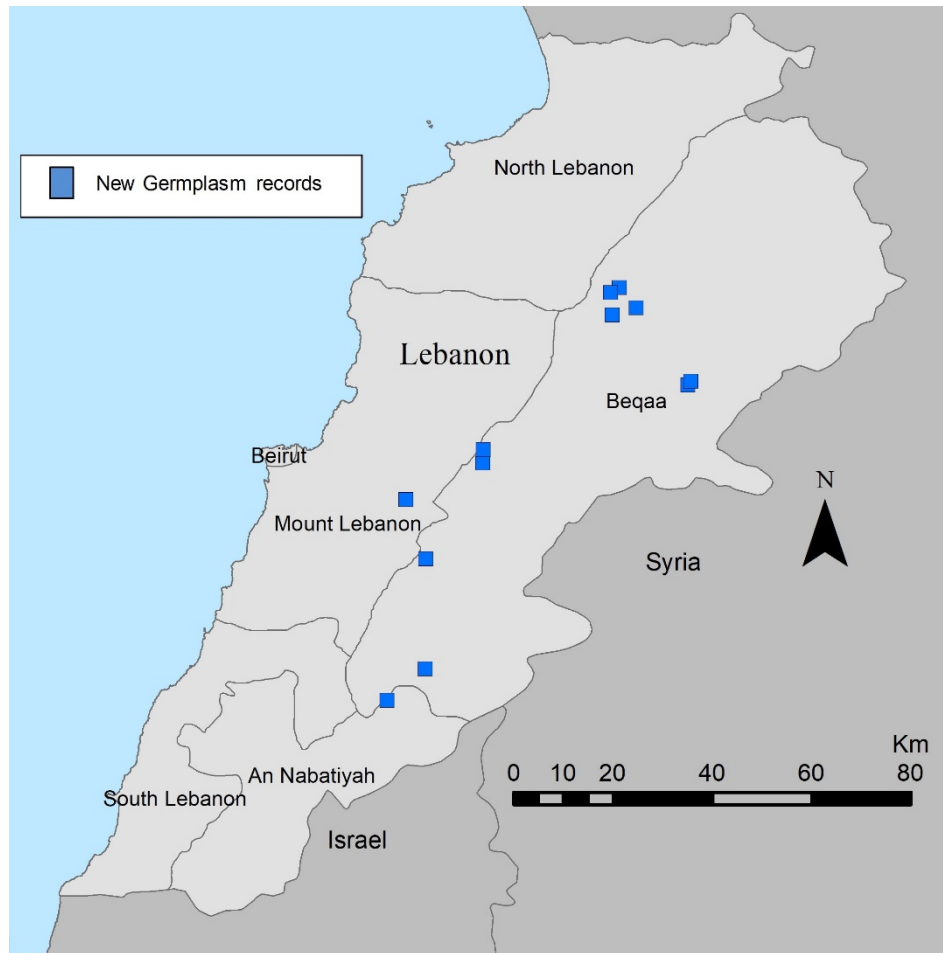 North Lebanon
New Germplasm records
Lebanon
Beqaa
Beirut
N
Mount Lebanon
Syria
Km
An Nabatiyah
0 10 20 40 60 80
South Lebanon
Israel